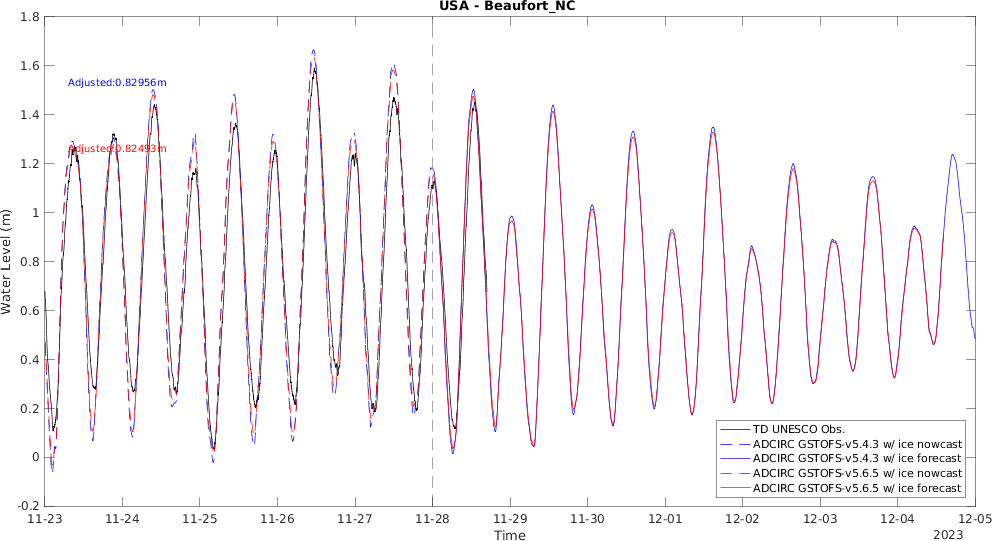 USA - Beaufort_NC
1.8
1.6
1.4
1.2
1
0.8
0.6
0.4
0.2
0
-0.2
Water Level (m)
Adjusted:0.82956m
Adjusted:0.82493m
TD UNESCO Obs.
ADCIRC GSTOFS-v5.4.3 w/ ice nowcast
ADCIRC GSTOFS-v5.4.3 w/ ice forecast
ADCIRC GSTOFS-v5.6.5 w/ ice nowcast
ADCIRC GSTOFS-v5.6.5 w/ ice forecast
11-23 11-24 11-25 11-26 11-27 11-28 11-29 11-30 12-01 12-02 12-03 12-04 12-05
Time
2023